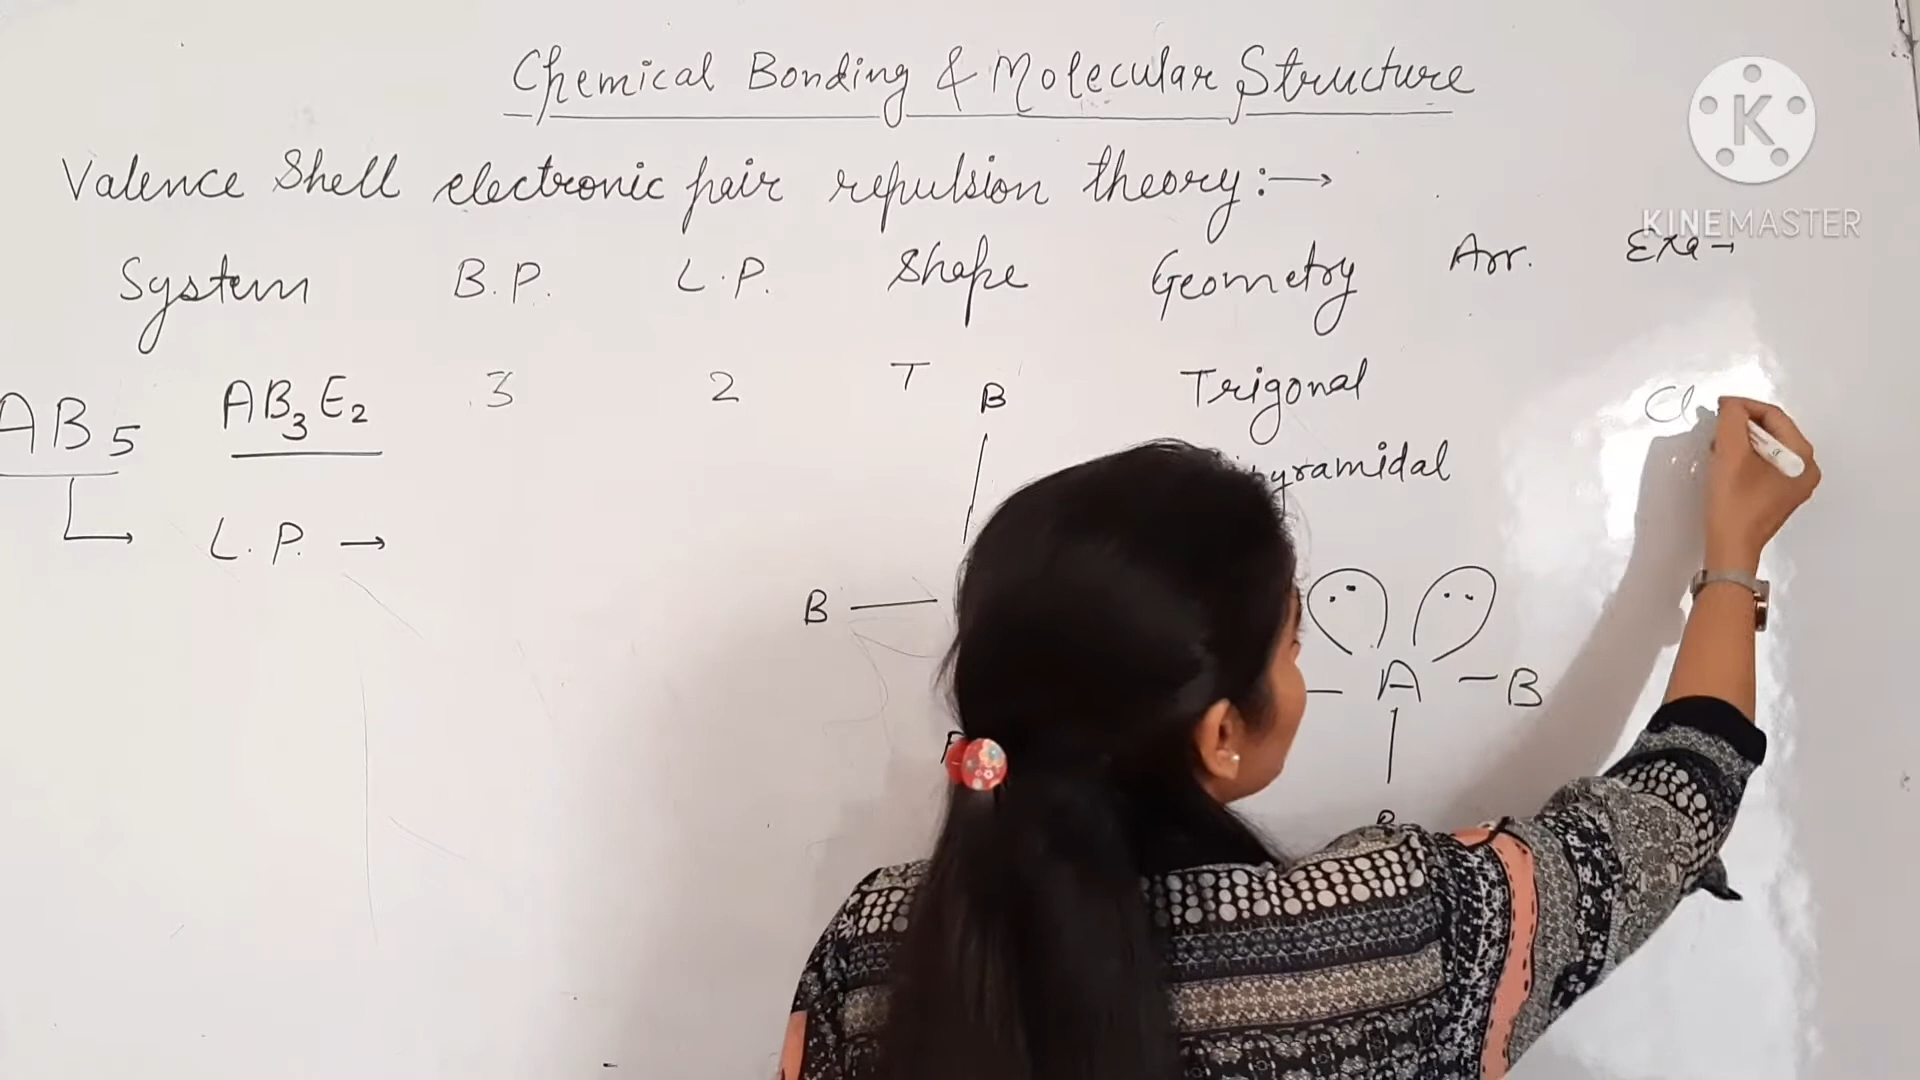 Chemical Bonding & Molecular Structure
Valence Shell electronic pair repulsion theory:→
KINEMASTER
System B.P. L.P. Shape Geometry Arr. Exa→
AB5 AB3E2 3 2 T Trigonal Cl
B
yramidal
L.P. →
B
A – B